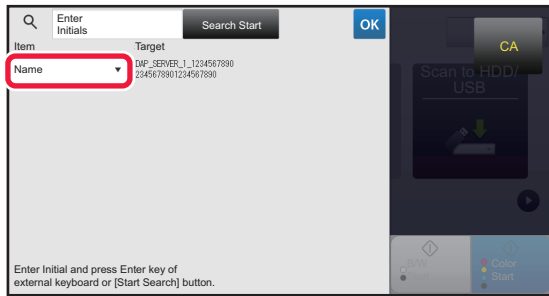 Enter
Initials
Search Start
OK
CA
Item
Target
Name
DAP_SERVER_1_1234567890
2345678901234567890
Scan to HDD/
USB
Enter Initial and press Enter key of
external keyboard or [Start Search] button.
B/W
Start
Color
Start